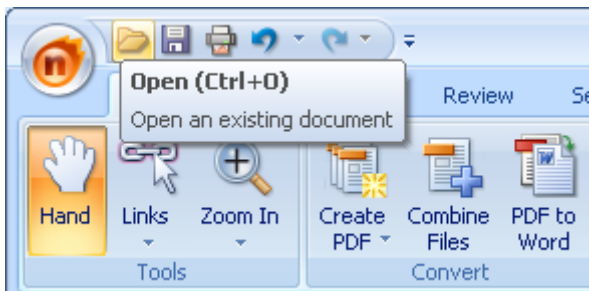 n
Open (Ctrl+O)
Open an existing document
Review
Se
Hand
Links
Zoom In
Create PDF
Combine Files
PDF to Word
W
Tools
Convert